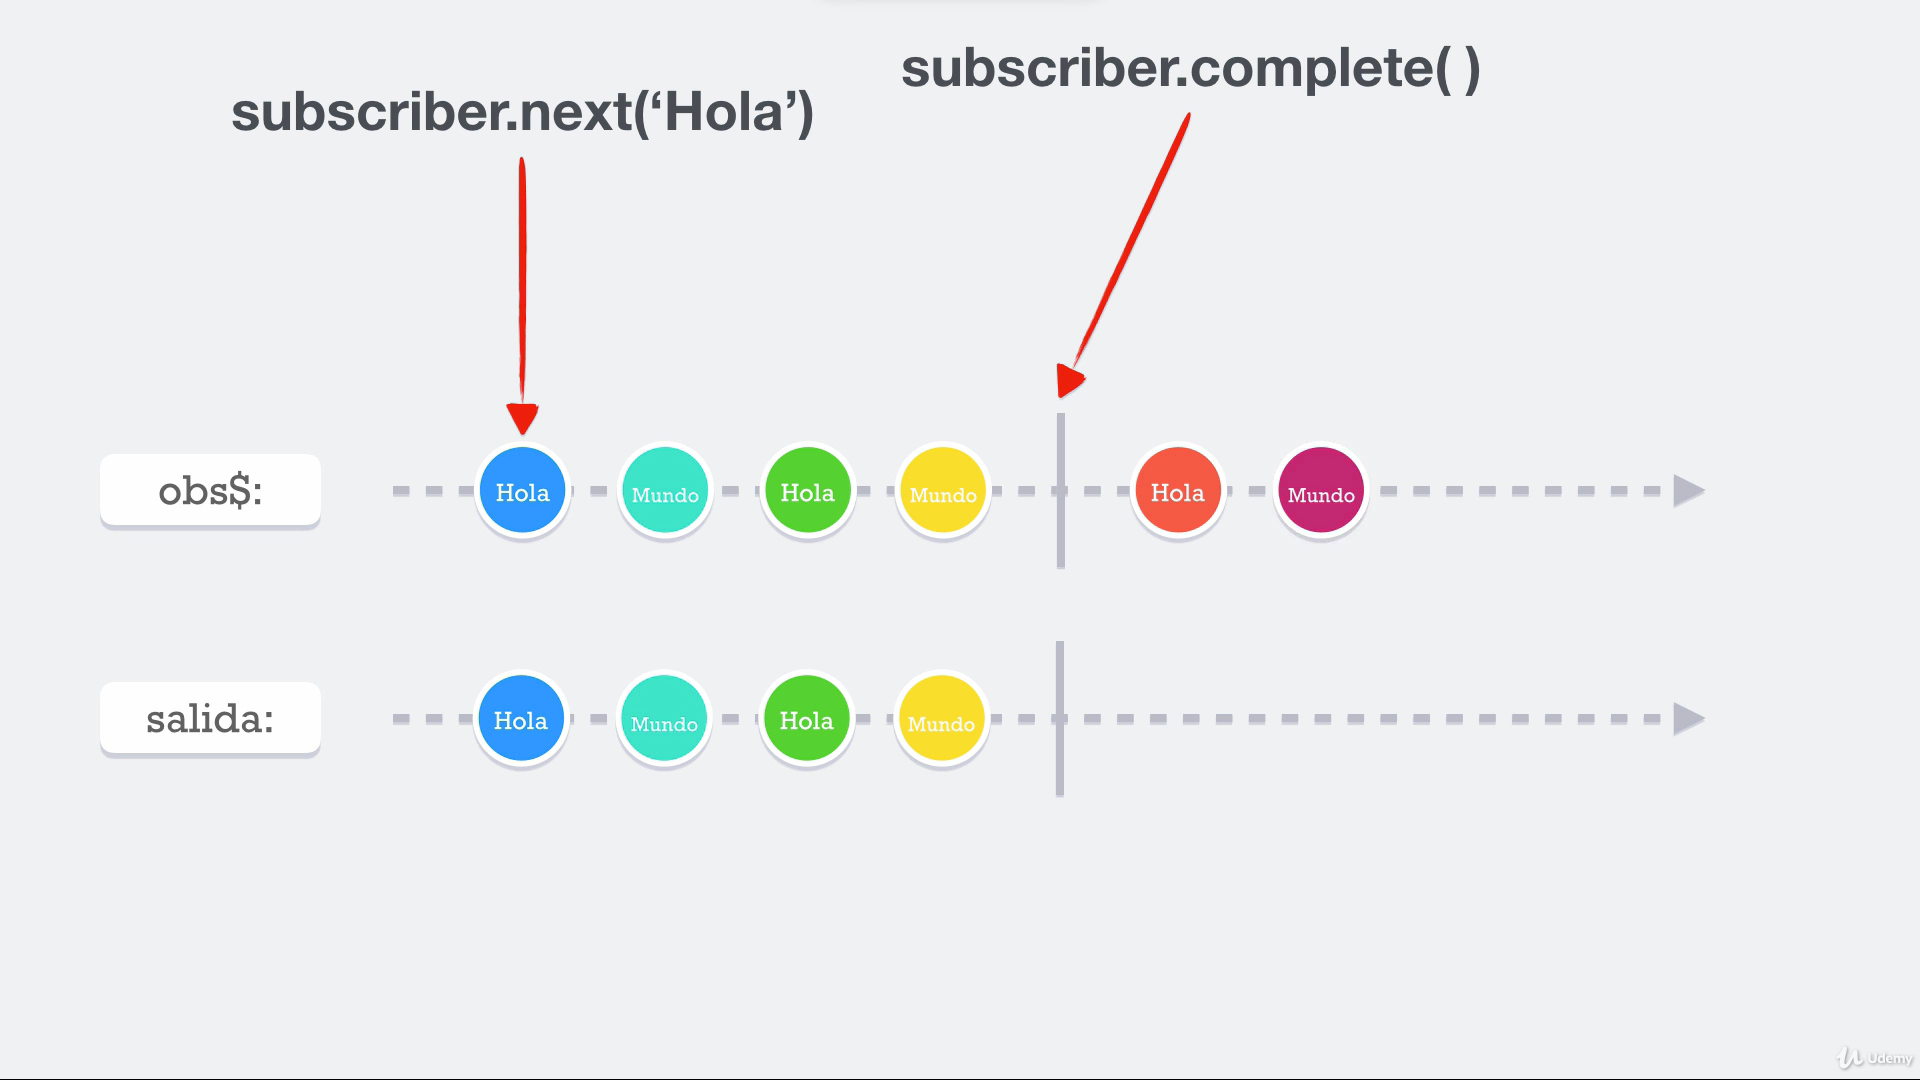 subscriber.complete( )
subscriber.next(‘Hola’)
obs$:
Hola
Mundo
Hola
Mundo
Hola
Mundo
salida:
Hola
Mundo
Hola
Mundo
Udemy